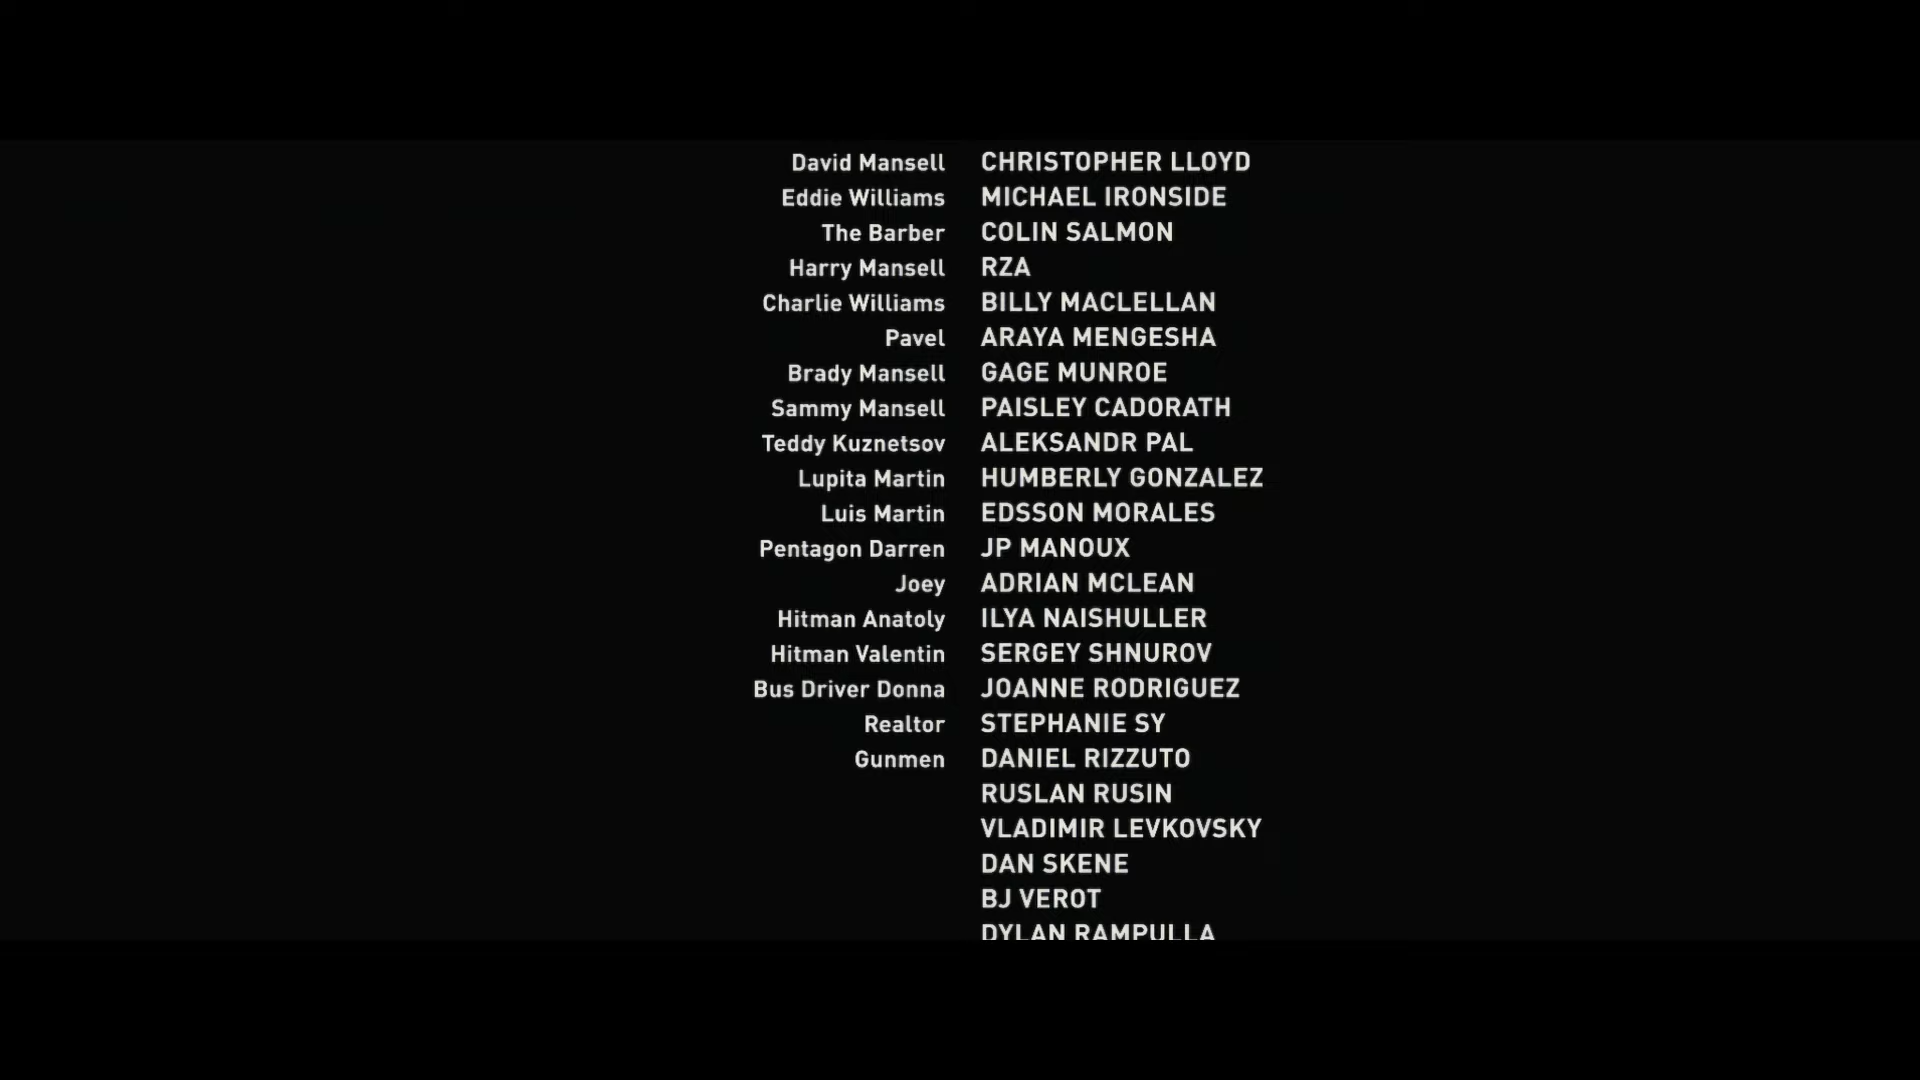 David Mansell CHRISTOPHER LLOYD
Eddie Williams MICHAEL IRONSIDE
The Barber COLIN SALMON
Harry Mansell RZA
Charlie Williams BILLY MACLELLAN
Pavel ARAYA MENGESHA
Brady Mansell GAGE MUNROE
Sammy Mansell PAISLEY CADORATH
Teddy Kuznetsov ALEKSANDR PAL
Lupita Martin HUMBERLY GONZALEZ
Luis Martin EDSSON MORALES
Pentagon Darren JP MANOUX
Joey ADRIAN MCLEAN
Hitman Anatoly ILYA NAISHULLER
Hitman Valentin SERGEY SHNUROV
Bus Driver Donna JOANNE RODRIGUEZ
Realtor STEPHANIE SY
Gunmen DANIEL RIZZUTO
RUSLAN RUSIN
VLADIMIR LEVKOVSKY
DAN SKENE
BJ VEROT
DYLAN RAMPULLA